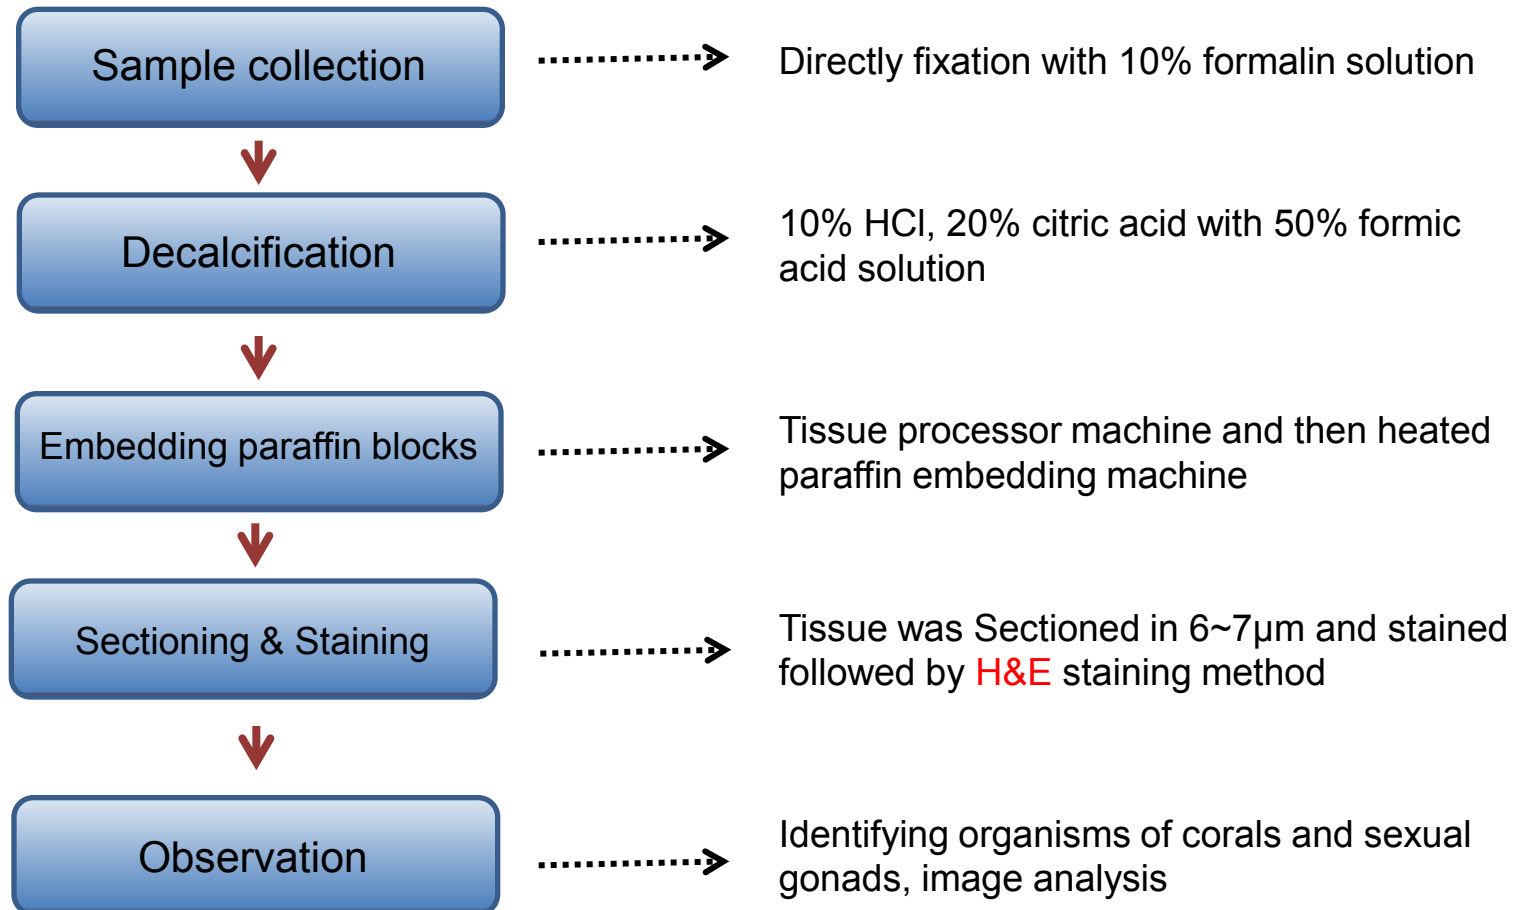 Sample collection
Directly fixation with 10% formalin solution
Decalcification
10% HCl, 20% citric acid with 50% formic
acid solution
Embedding paraffin blocks
Tissue processor machine and then heated
paraffin embedding machine
Sectioning & Staining
Tissue was Sectioned in 6~7μm and stained
followed by H&E staining method
Observation
Identifying organisms of corals and sexual
gonads, image analysis